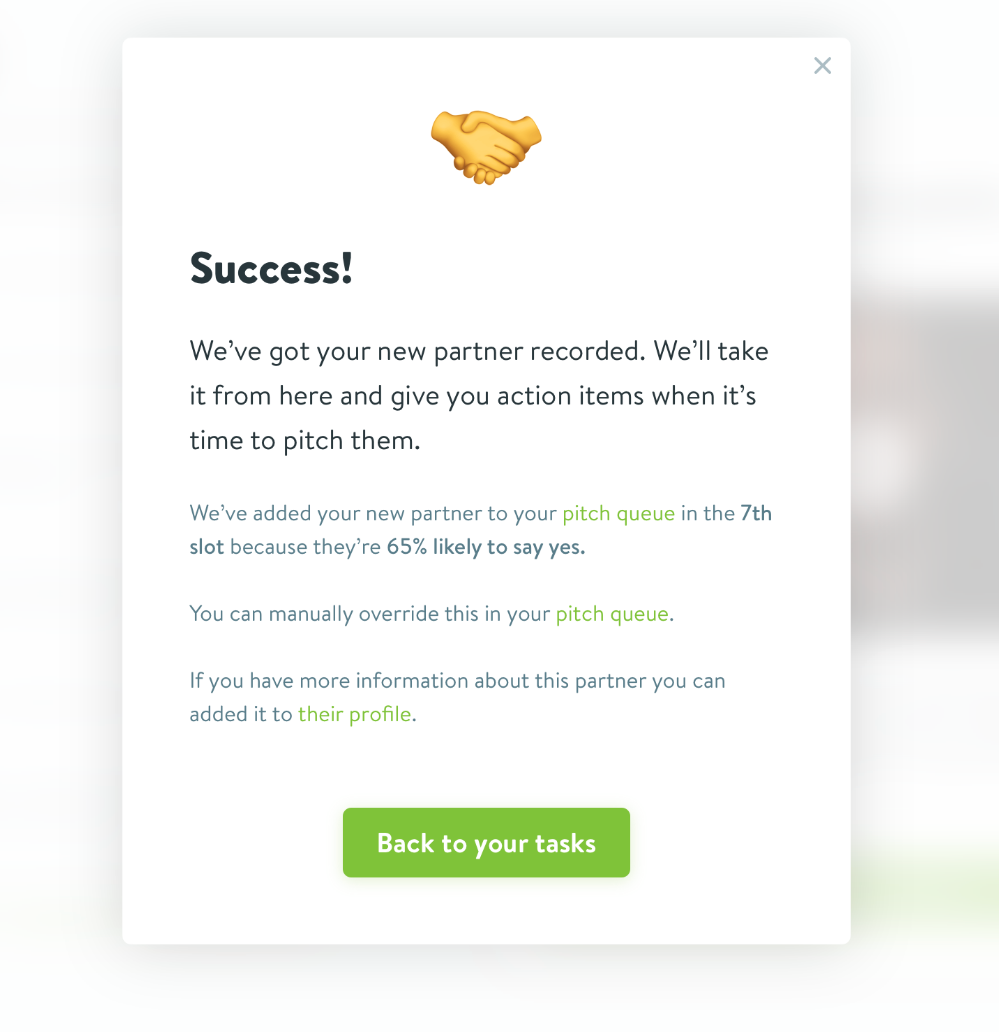 Success!
We’ve got your new partner recorded. We’ll take
it from here and give you action items when it’s
time to pitch them.
We’ve added your new partner to your pitch queue in the 7th
slot because they’re 65% likely to say yes.
You can manually override this in your pitch queue.
If you have more information about this partner you can
added it to their profile.
Back to your tasks